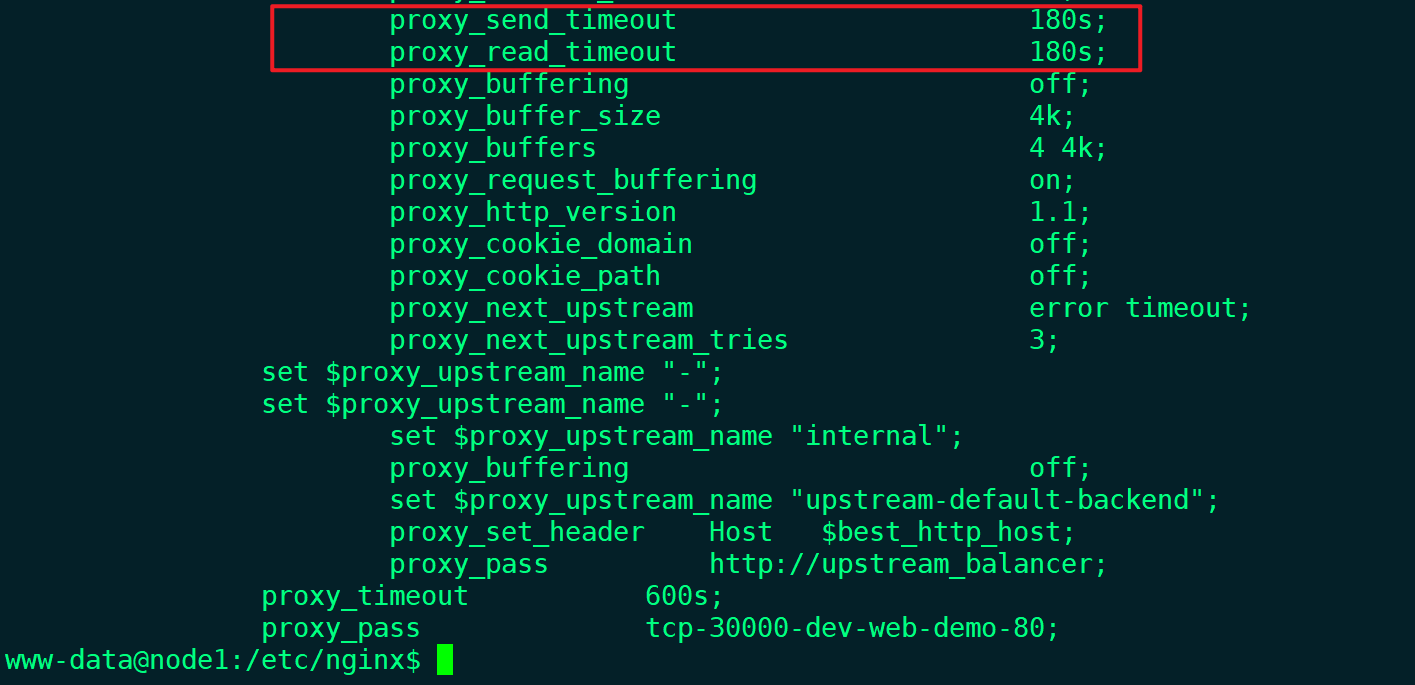 proxy_send_timeout                      180s;
proxy_read_timeout                      180s;
proxy_buffering                         off;
proxy_buffer_size                       4k;
proxy_buffers                           4 4k;
proxy_request_buffering                 on;
proxy_http_version                      1.1;
proxy_cookie_domain                     off;
proxy_cookie_path                       off;
proxy_next_upstream                     error timeout;
proxy_next_upstream_tries               3;
set $proxy_upstream_name "-";
set $proxy_upstream_name "-";
set $proxy_upstream_name "internal";
proxy_buffering                         off;
set $proxy_upstream_name "upstream-default-backend";
proxy_set_header    Host   $best_http_host;
proxy_pass          http://upstream_balancer;
proxy_timeout           600s;
proxy_pass              tcp-30000-dev-web-demo-80;
www-data@node1:/etc/nginx$